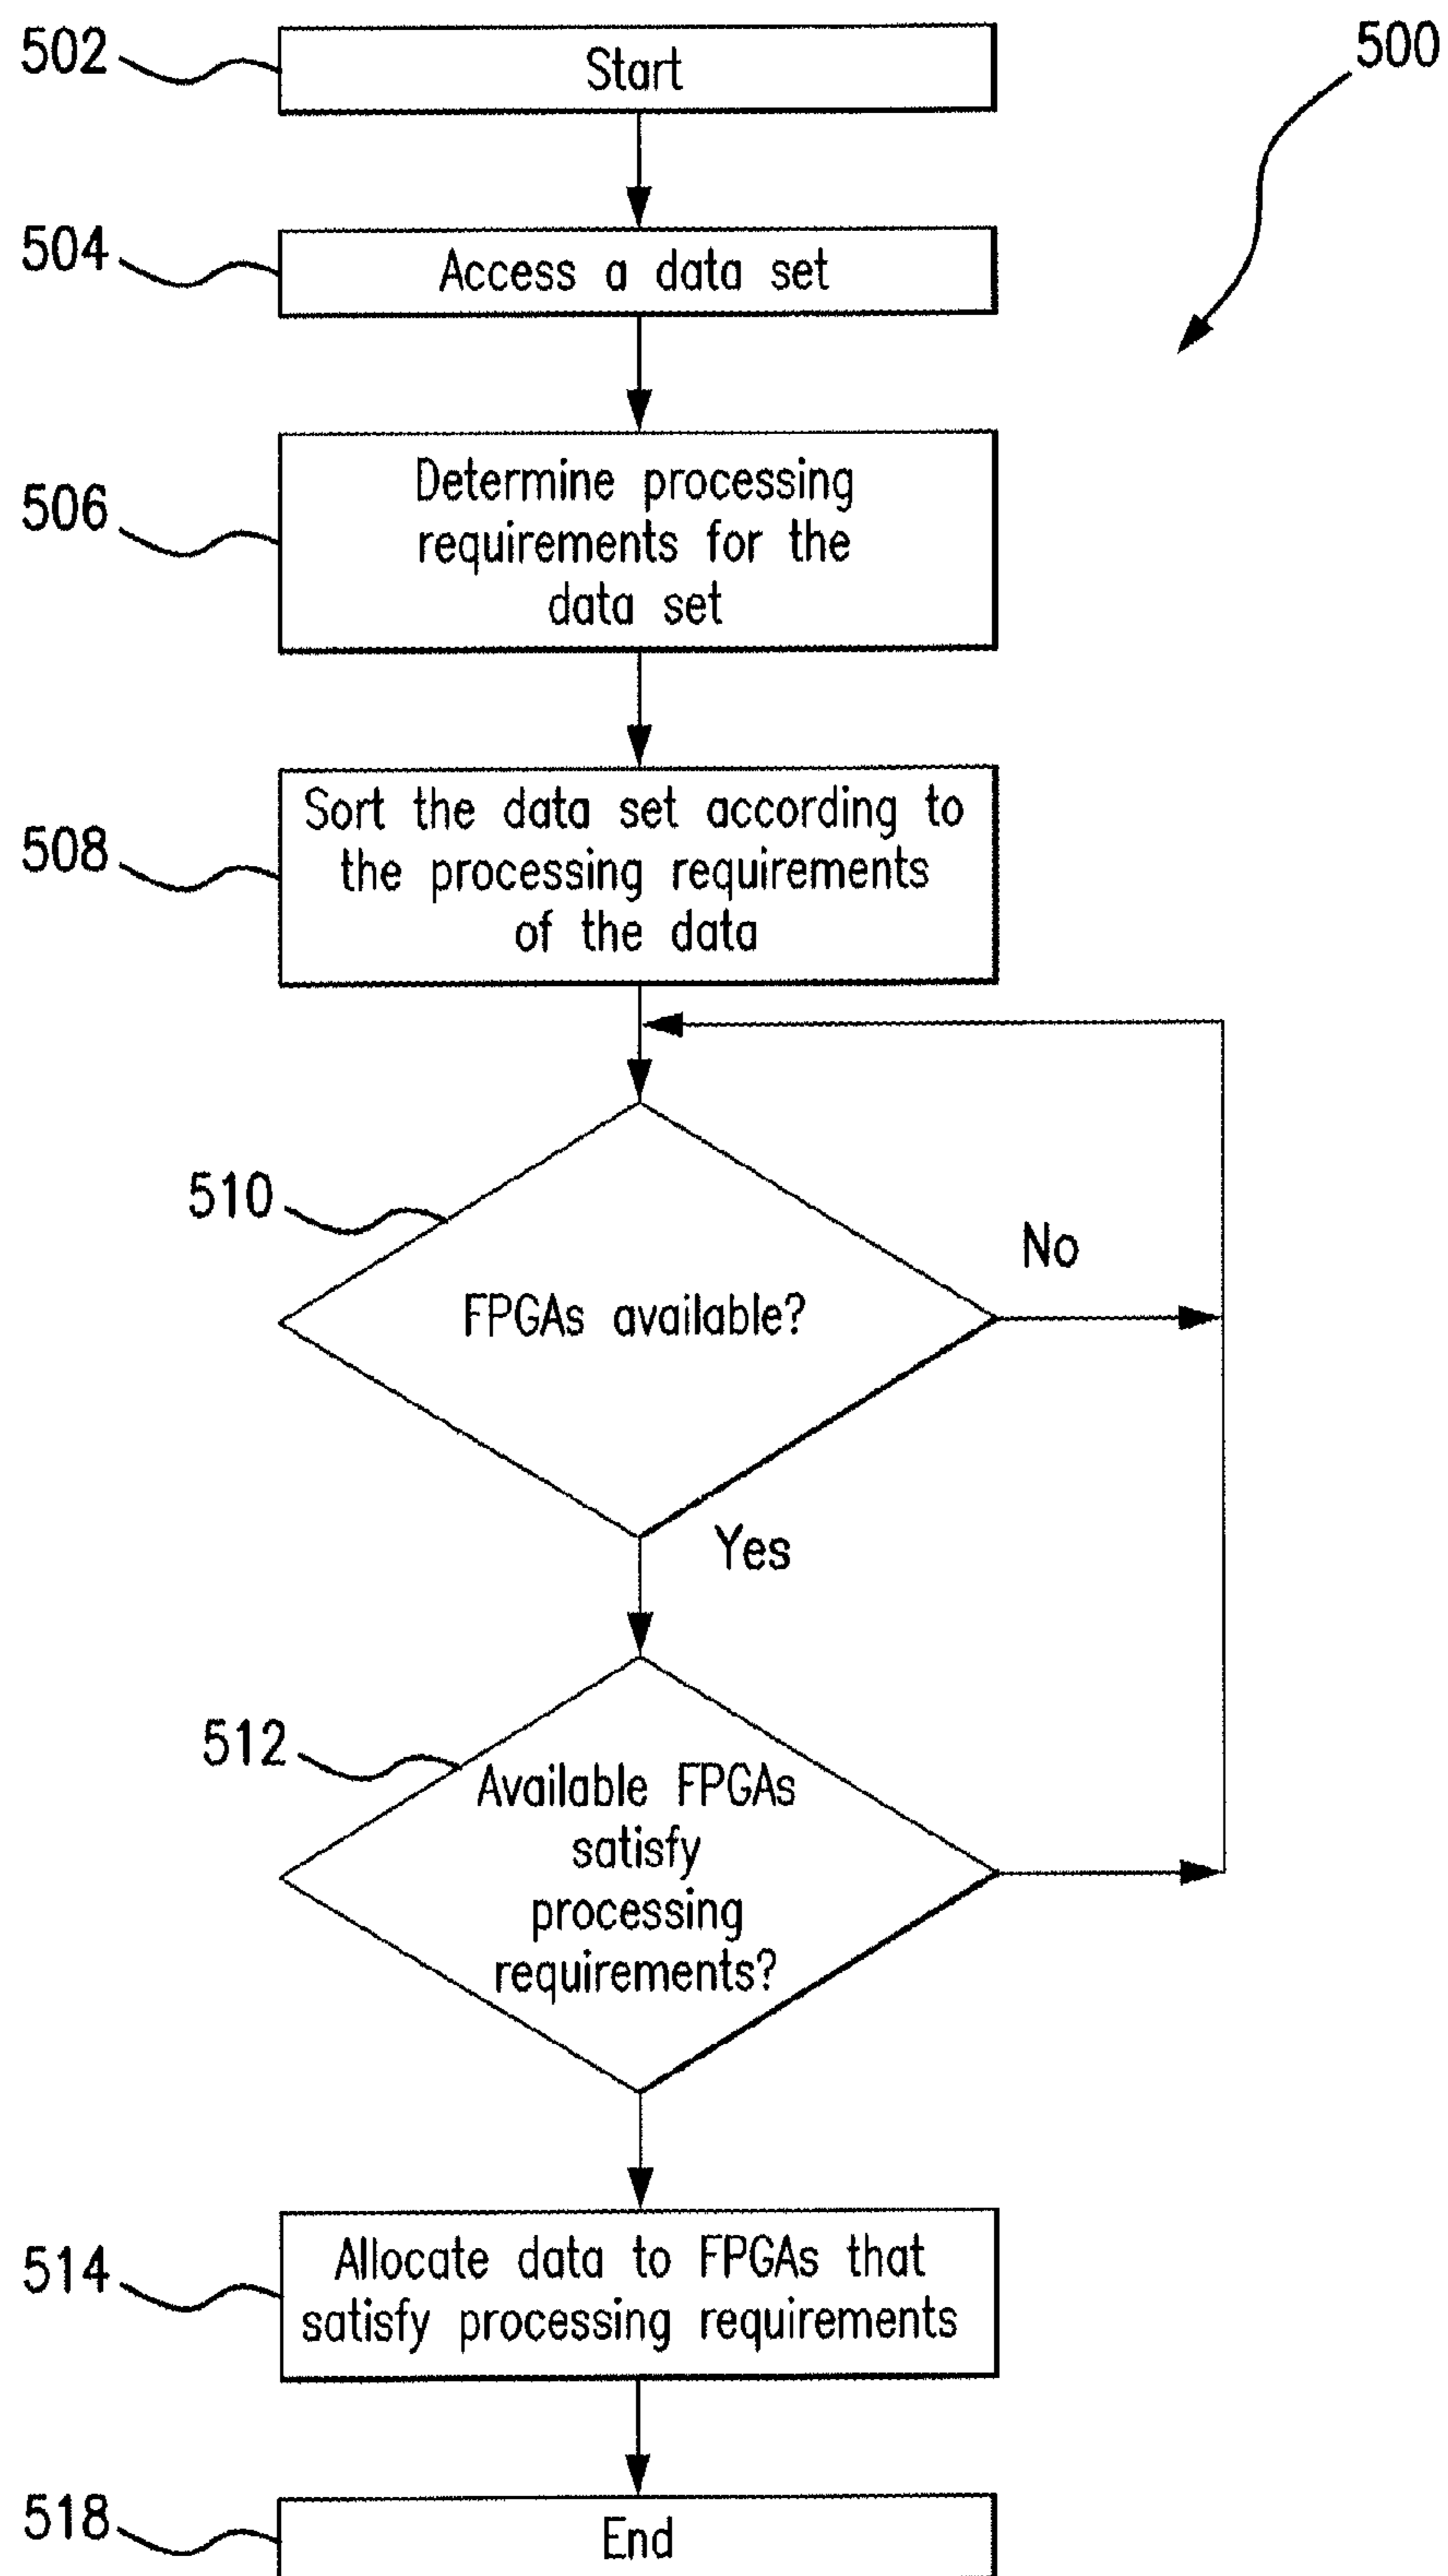 502
Start
500
504
Access a data set
506
Determine processing
requirements for the
data set
508
Sort the data set according to
the processing requirements
of the data
510
FPGAs available?
No
Yes
512
Available FPGAs
satisfy
processing
requirements?
514
Allocate data to FPGAs that
satisfy processing requirements
518
End